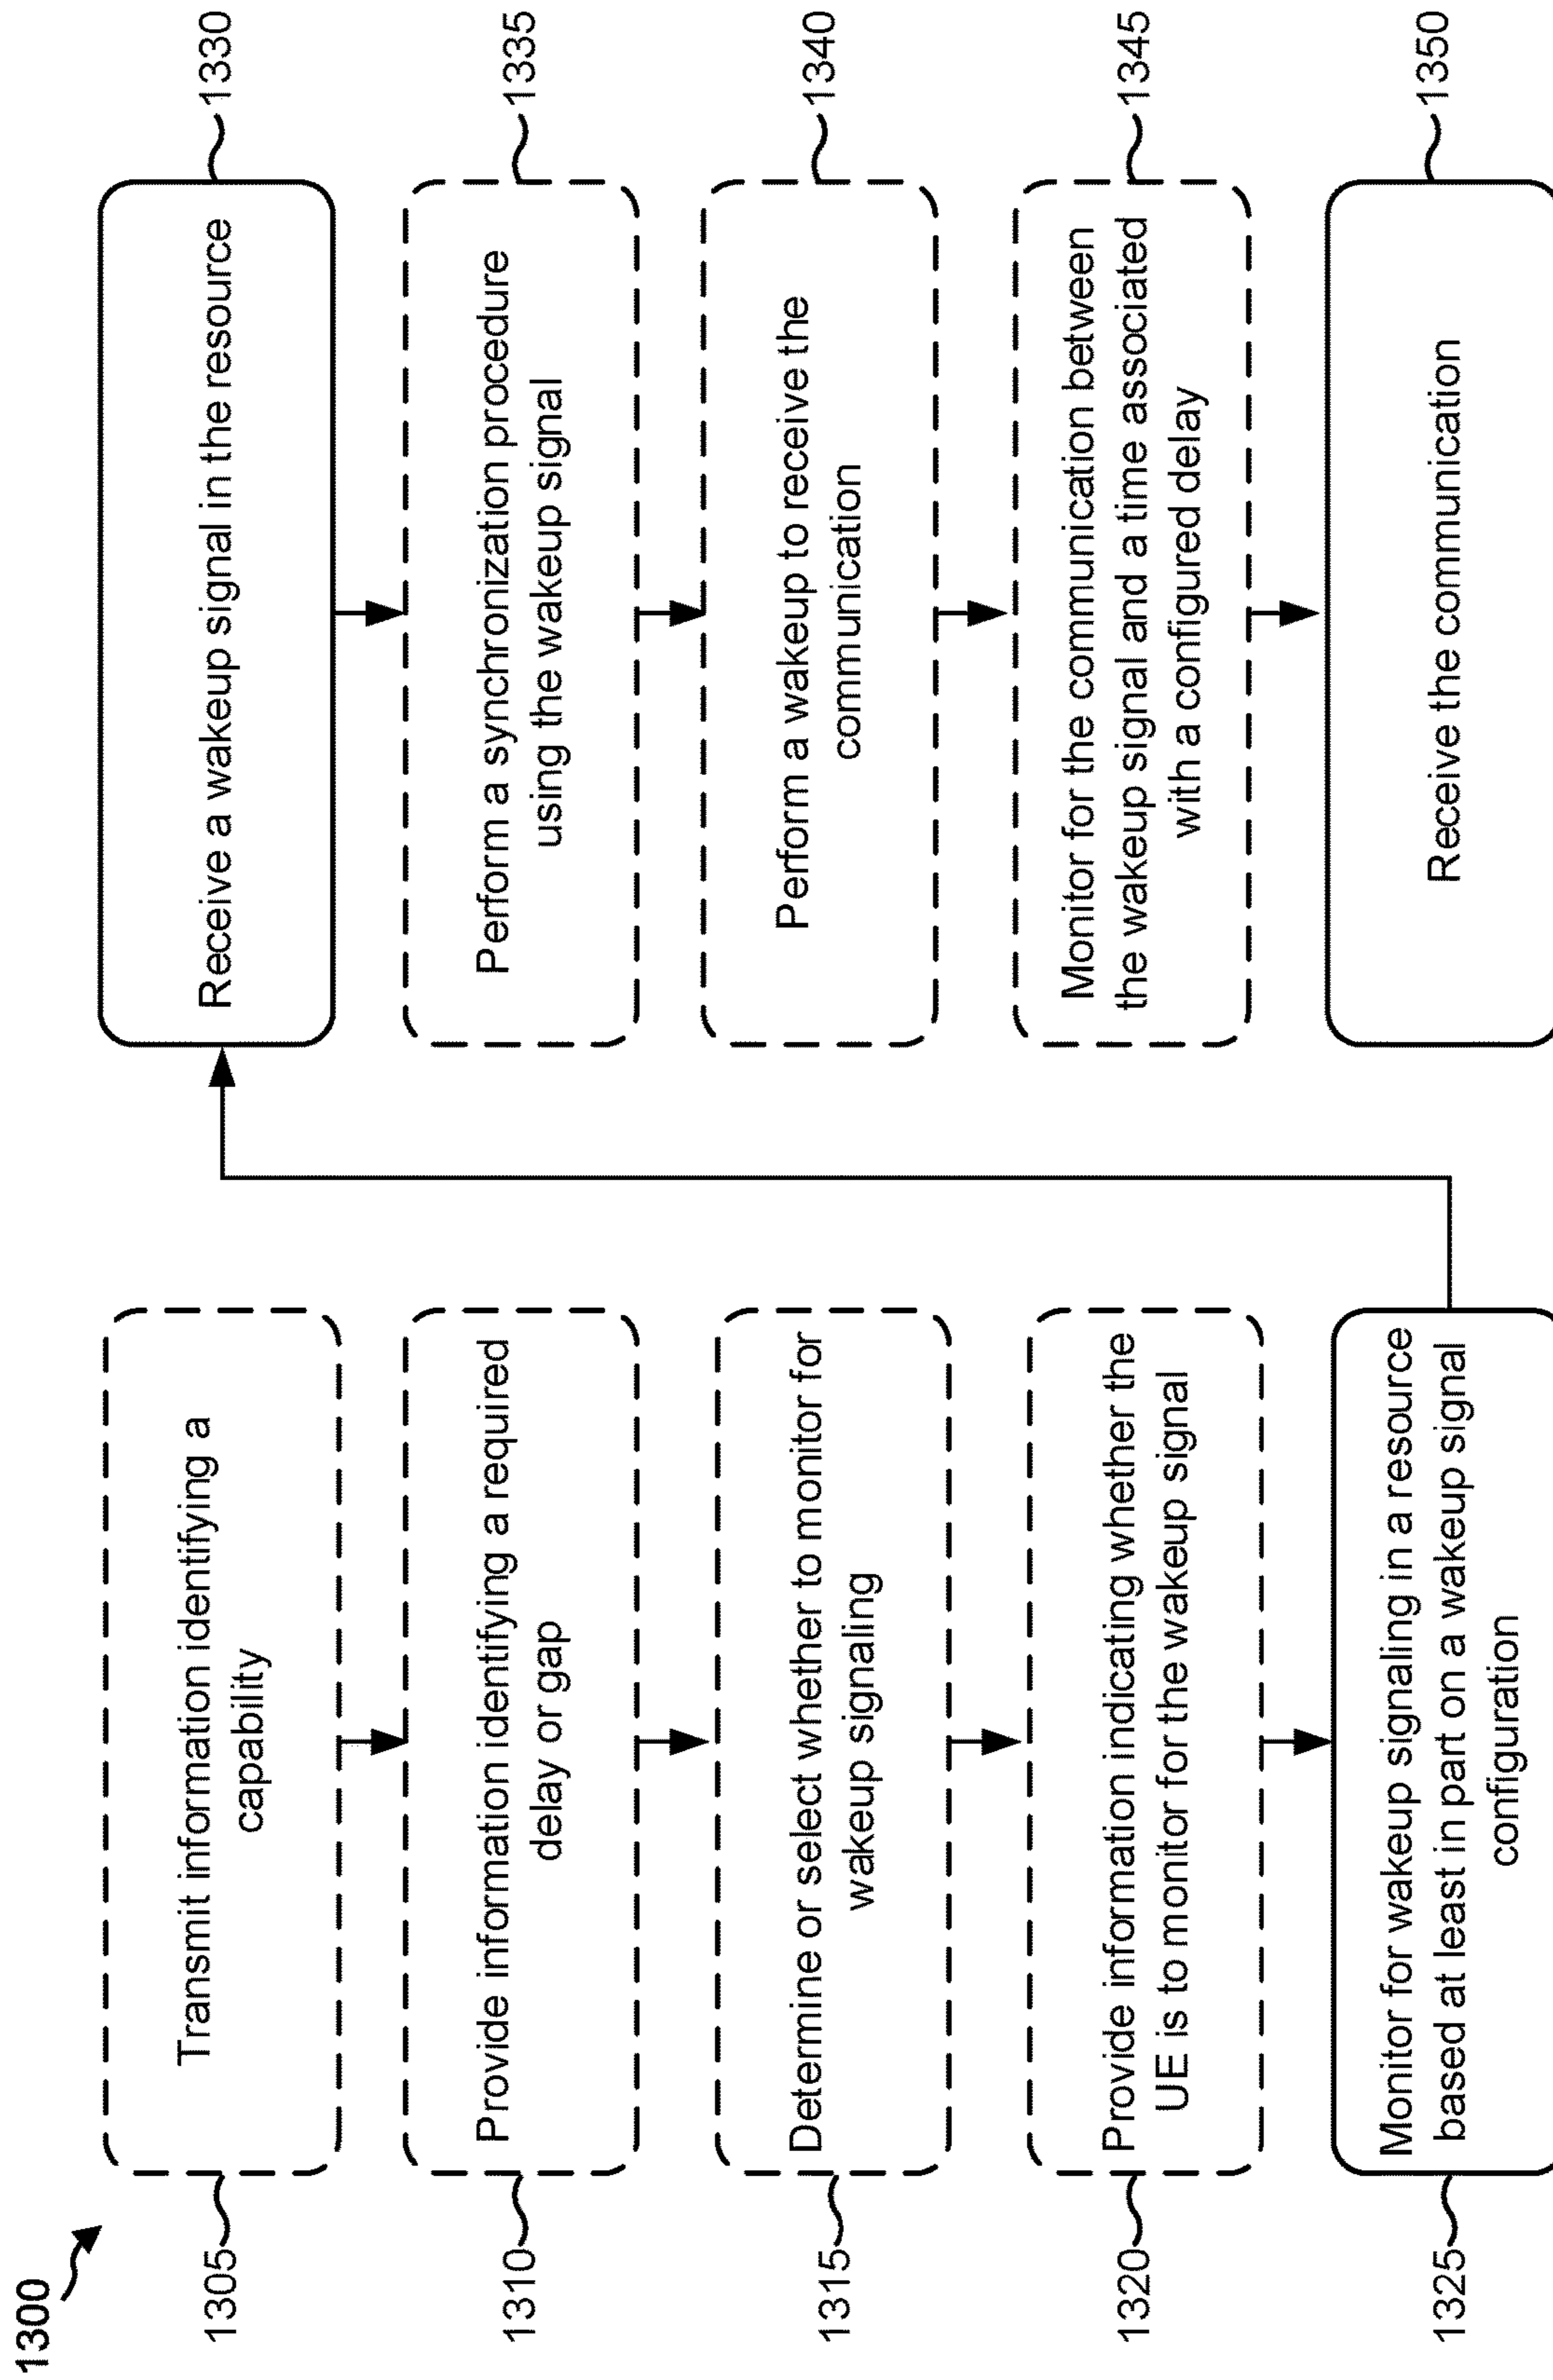 1300
1305
Transmit information identifying a
capability
1310
Provide information identifying a required
delay or gap
1315
Determine or select whether to monitor for
wakeup signaling
1320
Provide information indicating whether the
UE is to monitor for the wakeup signal
1325
Monitor for wakeup signaling in a resource
based at least in part on a wakeup signal
configuration
Receive a wakeup signal in the resource
1330
Perform a synchronization procedure
using the wakeup signal
1335
Perform a wakeup to receive the
communication
1340
Monitor for the communication between
the wakeup signal and a time associated
with a configured delay
1345
Receive the communication
1350